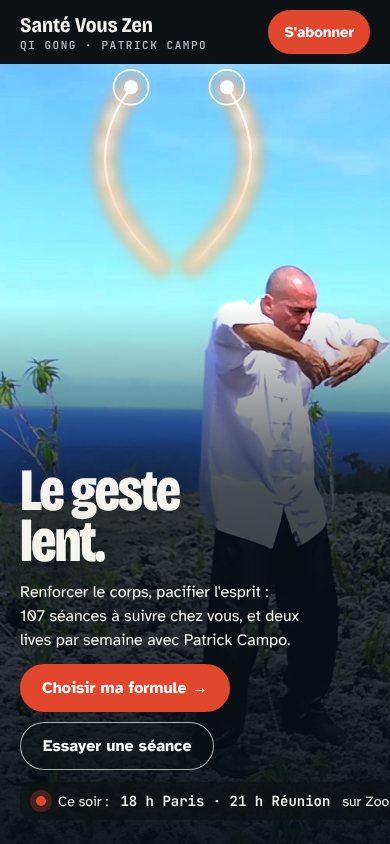 Santé Vous Zen
QI GONG · PATRICK CAMPO
S'abonner
Le geste
lent.
Renforcer le corps, pacifier l'esprit :
107 séances à suivre chez vous, et deux
lives par semaine avec Patrick Campo.
Choisir ma formule →
Essayer une séance
Ce soir : 18 h Paris · 21 h Réunion sur Zoo